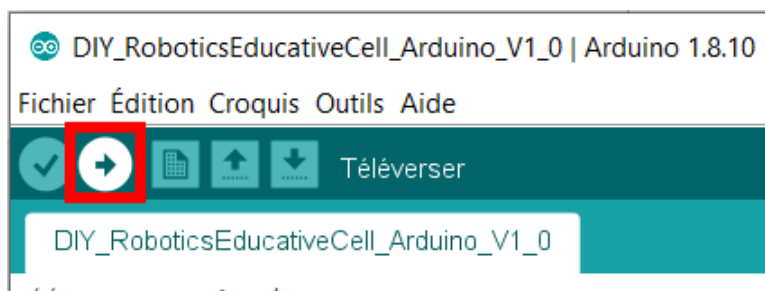 DIY_RoboticsEducativeCell_Arduino_V1_0 | Arduino 1.8.10
Fichier Édition Croquis Outils Aide
Téléverser
DIY_RoboticsEducativeCell_Arduino_V1_0